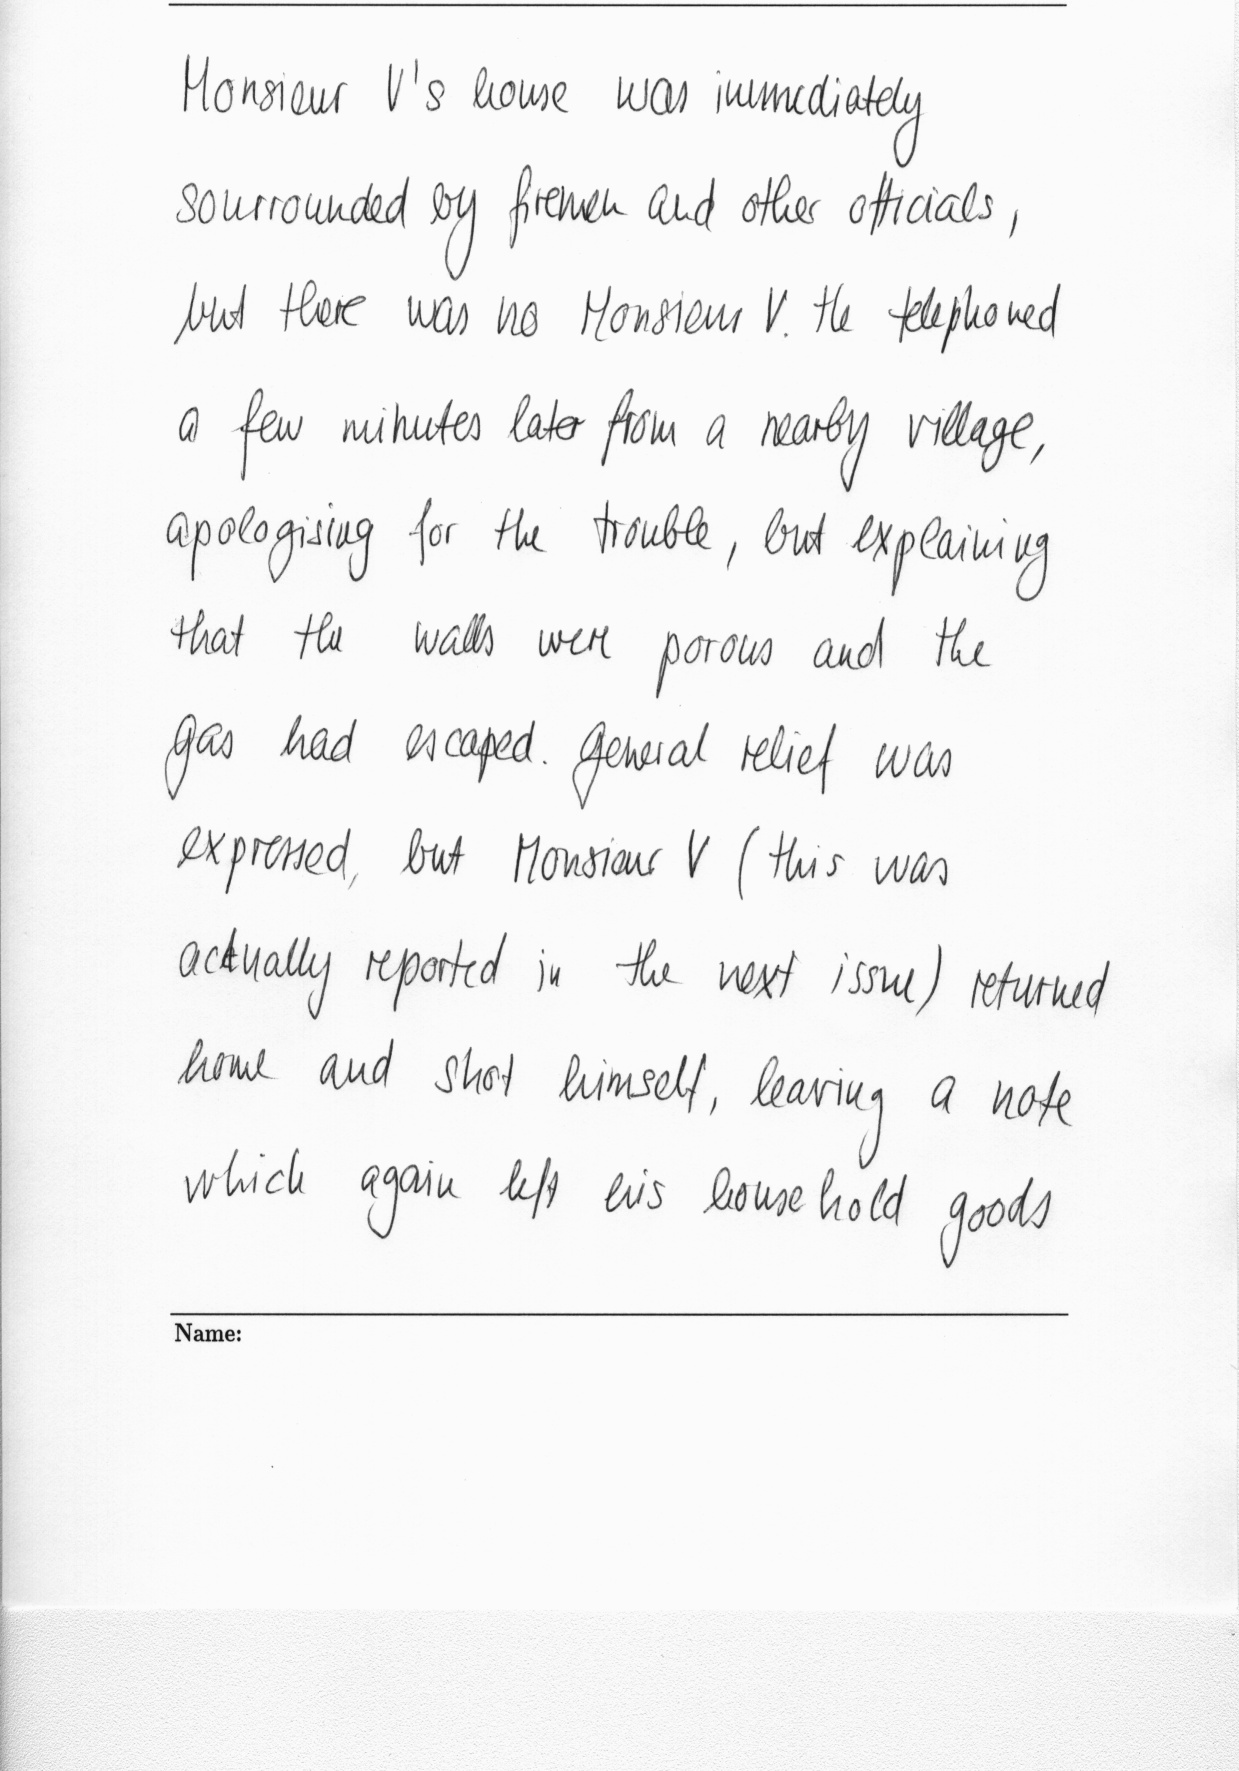 Monsieur V's house was immediately
sourrounded by firemen and other officials,
but there was no Monsieur V. He telephoned
a few minutes later from a nearby village,
apologising for the trouble, but explaining
that the walls were porous and the
gas had escaped. General relief was
expressed, but Monsieur V (this was
actually reported in the next issue) returned
home and shot himself, leaving a note
which again left his household goods
Name: